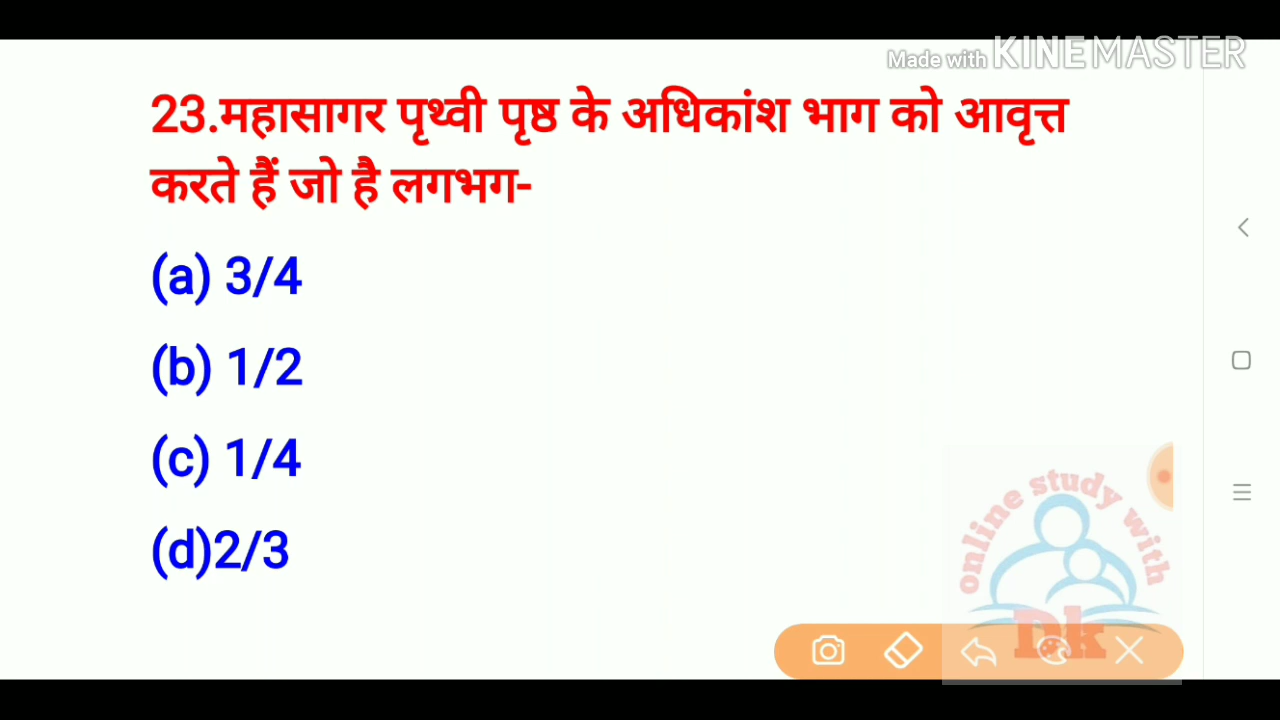 Made with KINEMASTER
23.महासागर पृथ्वी पृष्ठ के अधिकांश भाग को आवृत्त
करते हैं जो है लगभग-
(a) 3/4
(b) 1/2
(c) 1/4
(d)2/3
online study with
Dk